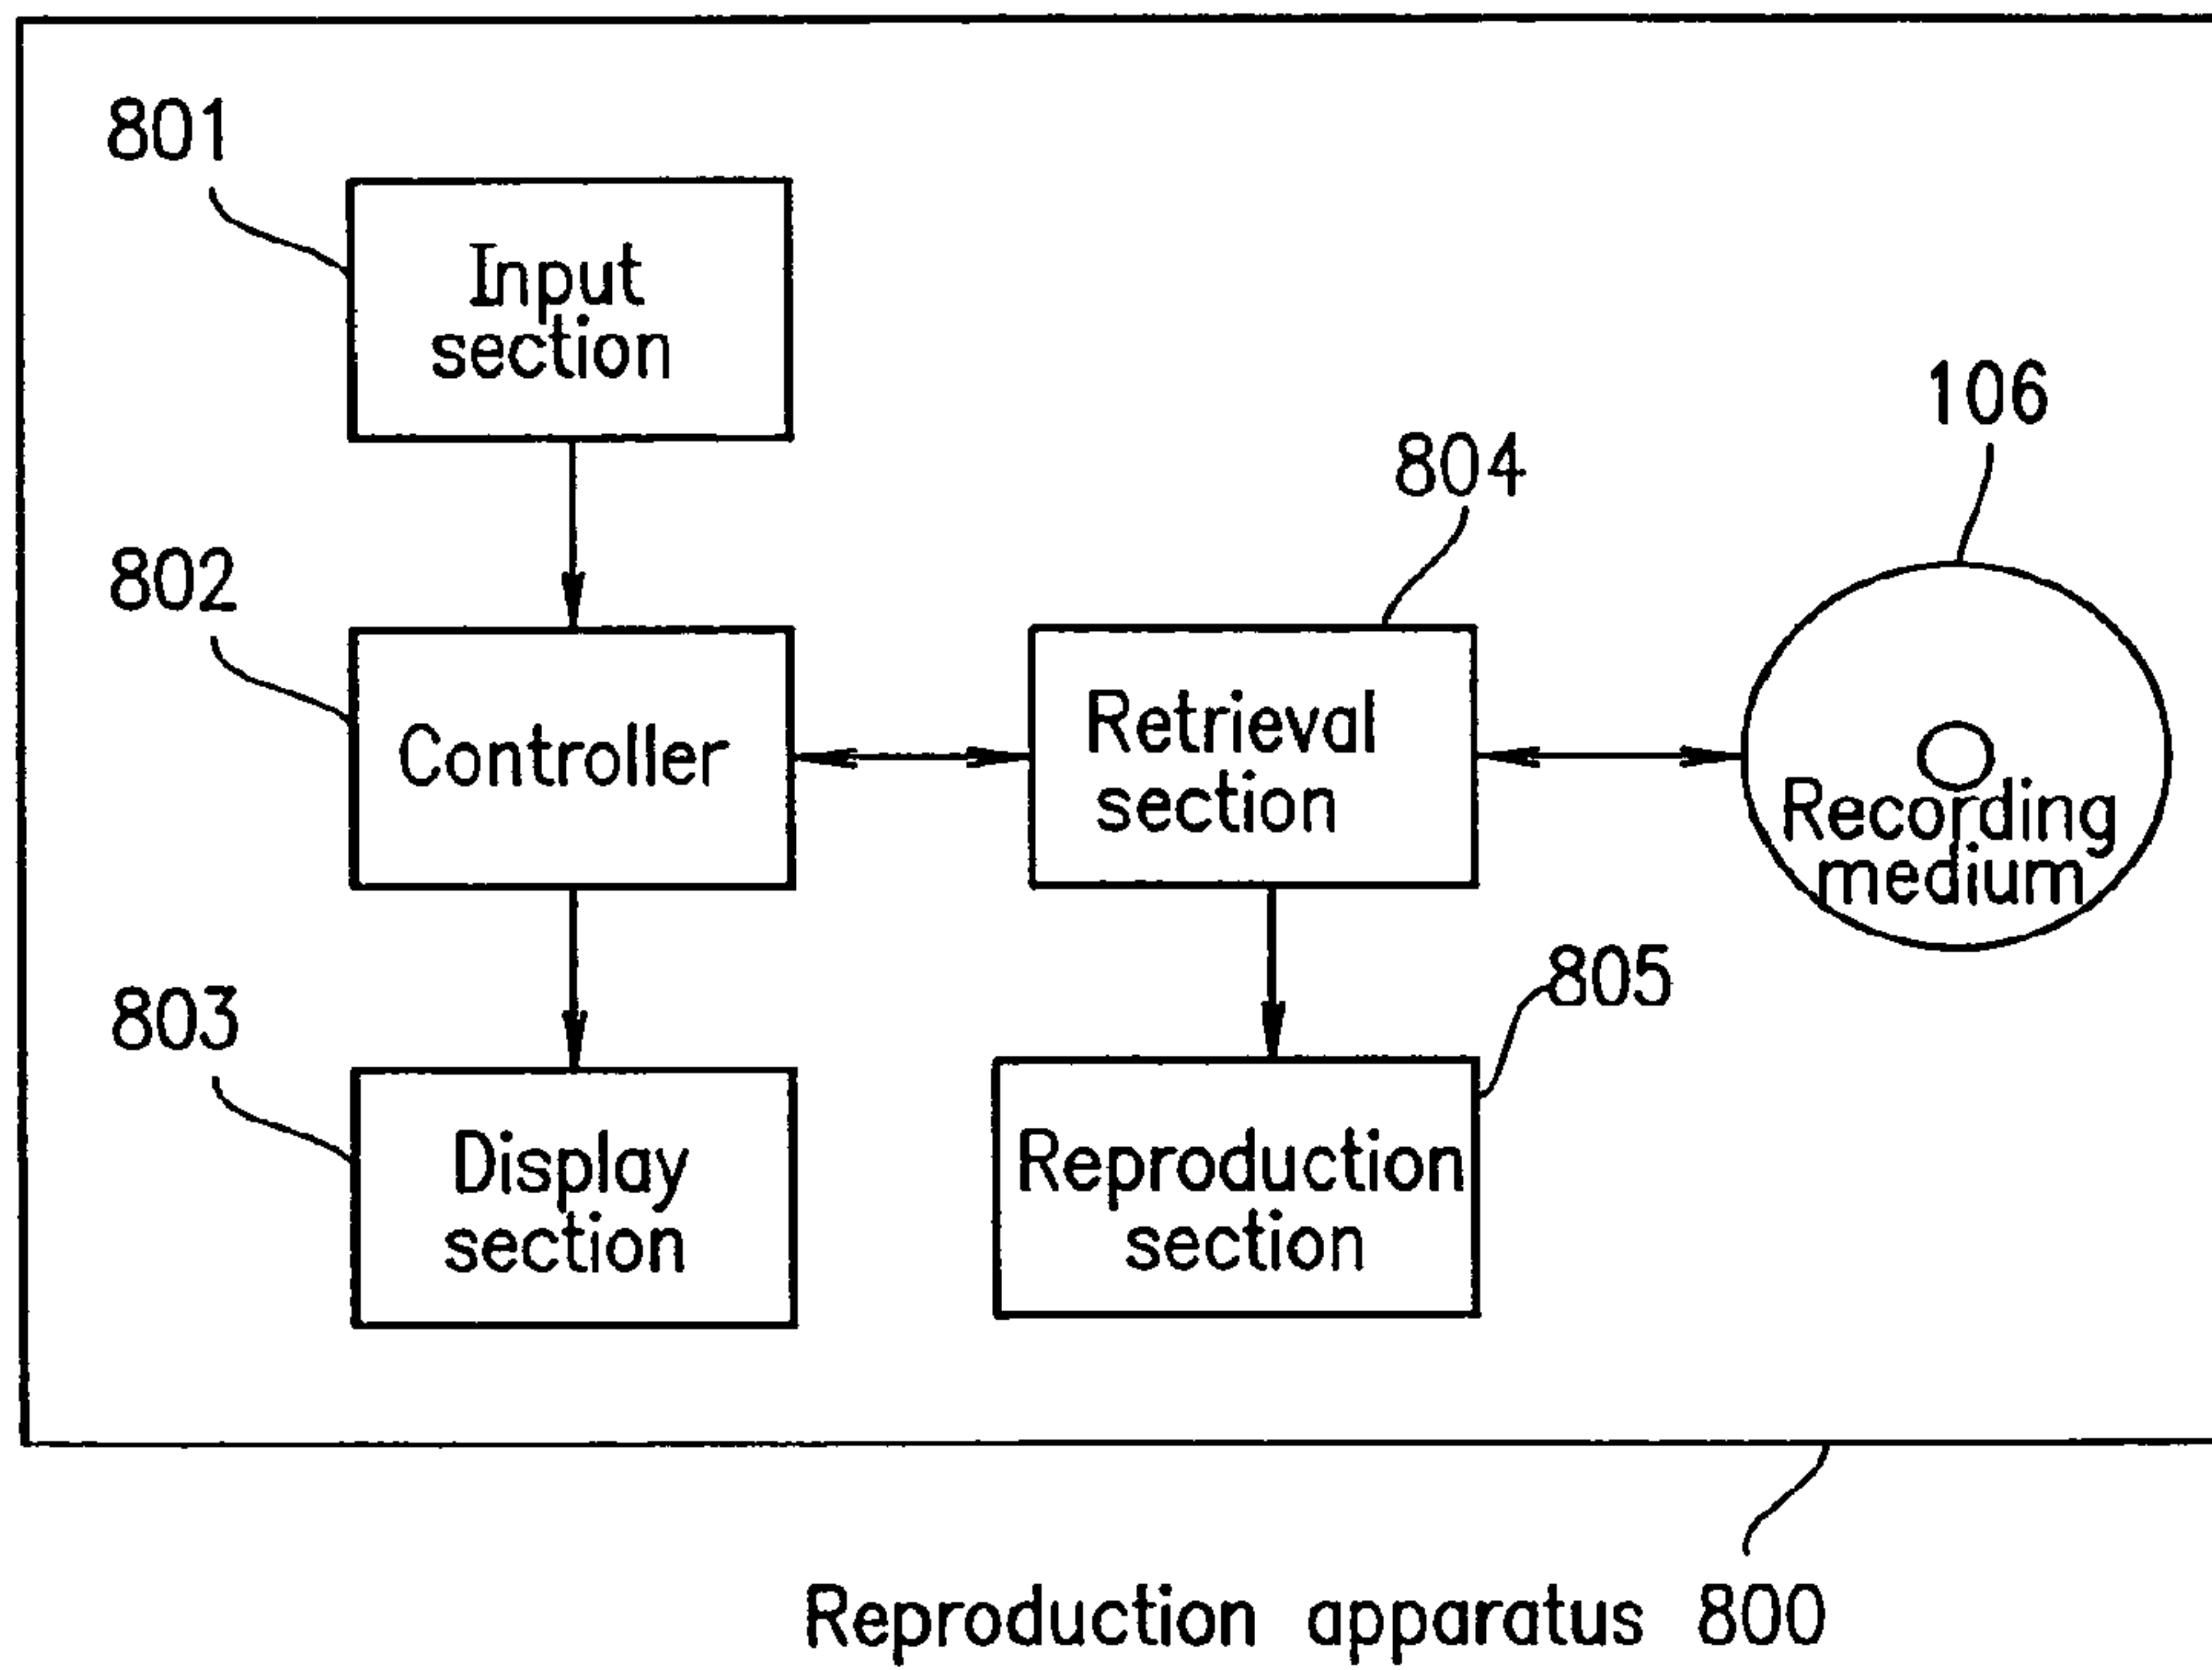 801
Input
section
106
804
802
Controller
Retrieval
section
Recording
medium
803
805
Display
section
Reproduction
section
Reproduction apparatus 800